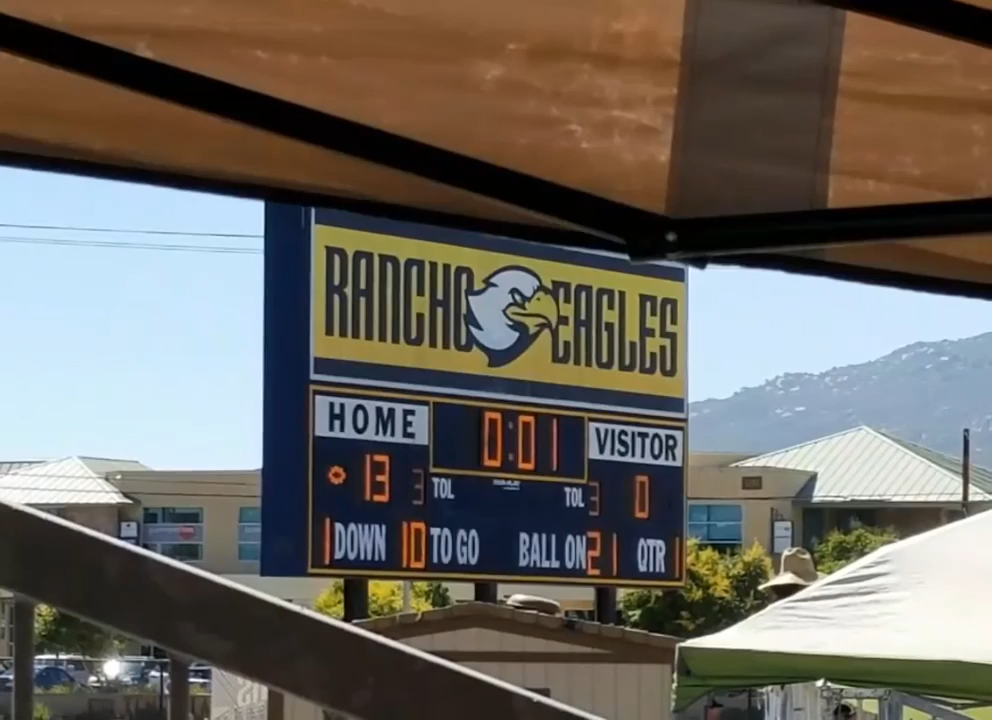 RANCHO EAGLES
HOME 0:01 VISITOR
13 3 TOL TOL 3 0
1 DOWN 10 TO GO BALL ON 21 QTR 1